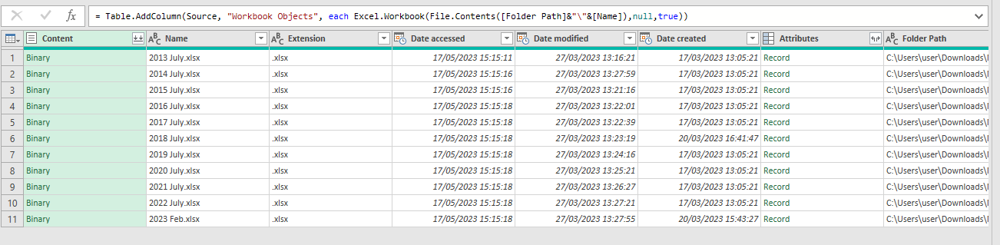 = Table.AddColumn(Source, "Workbook Objects", each Excel.Workbook(File.Contents([Folder Path]&"\"&[Name]),null,true))
Content Name Extension Date accessed Date modified Date created Attributes Folder Path
1 Binary 2013 July.xlsx .xlsx 17/05/2023 15:15:11 27/03/2023 13:16:21 17/03/2023 13:05:21 Record C:\Users\user\Downloads\
2 Binary 2014 July.xlsx .xlsx 17/05/2023 15:15:16 27/03/2023 13:27:59 17/03/2023 13:05:21 Record C:\Users\user\Downloads\
3 Binary 2015 July.xlsx .xlsx 17/05/2023 15:15:16 27/03/2023 13:21:16 17/03/2023 13:05:21 Record C:\Users\user\Downloads\
4 Binary 2016 July.xlsx .xlsx 17/05/2023 15:15:18 27/03/2023 13:22:01 17/03/2023 13:05:21 Record C:\Users\user\Downloads\
5 Binary 2017 July.xlsx .xlsx 17/05/2023 15:15:18 27/03/2023 13:22:39 17/03/2023 13:05:21 Record C:\Users\user\Downloads\
6 Binary 2018 July.xlsx .xlsx 17/05/2023 15:15:18 27/03/2023 13:23:19 20/03/2023 16:41:47 Record C:\Users\user\Downloads\
7 Binary 2019 July.xlsx .xlsx 17/05/2023 15:15:18 27/03/2023 13:24:16 17/03/2023 13:05:21 Record C:\Users\user\Downloads\
8 Binary 2020 July.xlsx .xlsx 17/05/2023 15:15:18 27/03/2023 13:25:21 17/03/2023 13:05:21 Record C:\Users\user\Downloads\
9 Binary 2021 July.xlsx .xlsx 17/05/2023 15:15:18 27/03/2023 13:26:27 17/03/2023 13:05:21 Record C:\Users\user\Downloads\
10 Binary 2022 July.xlsx .xlsx 17/05/2023 15:15:18 27/03/2023 13:27:21 17/03/2023 13:05:21 Record C:\Users\user\Downloads\
11 Binary 2023 Feb.xlsx .xlsx 17/05/2023 15:15:18 27/03/2023 13:27:55 20/03/2023 15:43:27 Record C:\Users\user\Downloads\